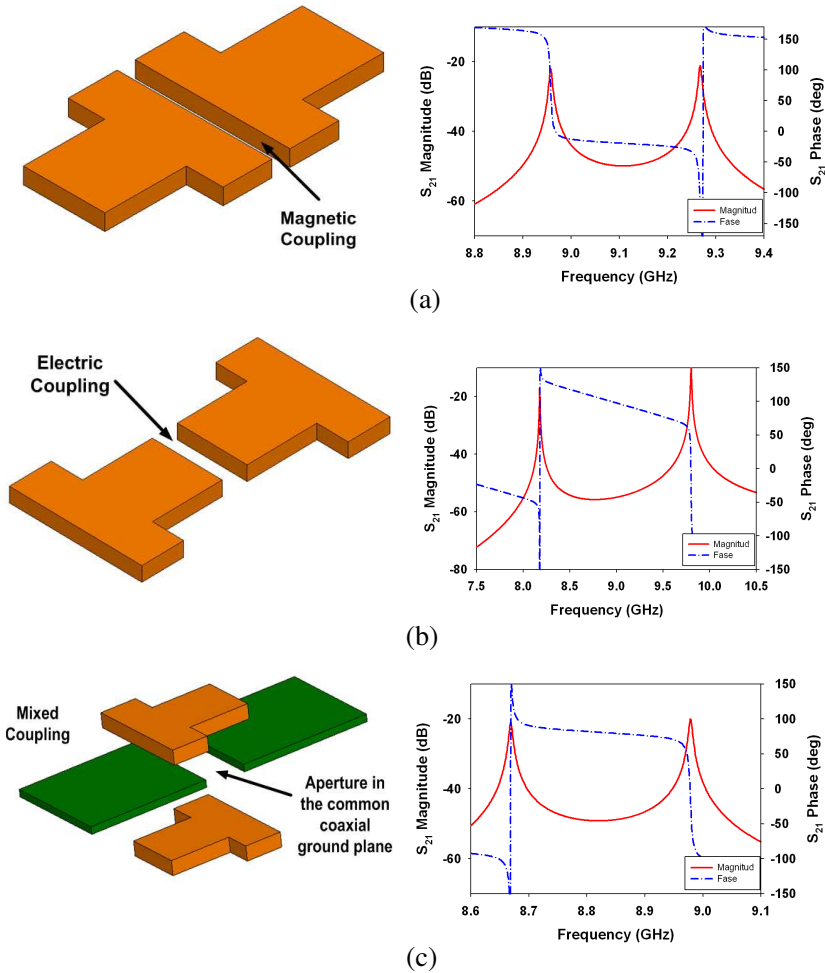 Magnetic
Coupling
S21 Magnitude (dB)
-20
-40
-60
150
100
50
0
-50
-100
-150
S21 Phase (deg)
Magnitud
Fase
8.8 8.9 9.0 9.1 9.2 9.3 9.4
Frequency (GHz)
(a)
Electric
Coupling
S21 Magnitude (dB)
-20
-40
-60
-80
150
100
50
0
-50
-100
-150
S21 Phase (deg)
Magnitud
Fase
7.5 8.0 8.5 9.0 9.5 10.0 10.5
Frequency (GHz)
(b)
Mixed
Coupling
Aperture in
the common
coaxial
ground plane
S21 Magnitude (dB)
-20
-40
-60
150
100
50
0
-50
-100
-150
S21 Phase (deg)
Magnitud
Fase
8.6 8.7 8.8 8.9 9.0 9.1
Frequency (GHz)
(c)